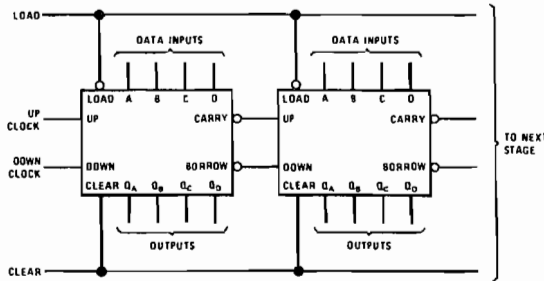 LOAD
DATA INPUTS
DATA INPUTS
LOAD A B C D
LOAD A B C D
UP CLOCK
UP
CARRY
UP
CARRY
TO NEXT STAGE
DOWN CLOCK
DOWN
BORROW
DOWN
BORROW
CLEAR QA QB QC QD
CLEAR QA QB QC QD
OUTPUTS
OUTPUTS
CLEAR